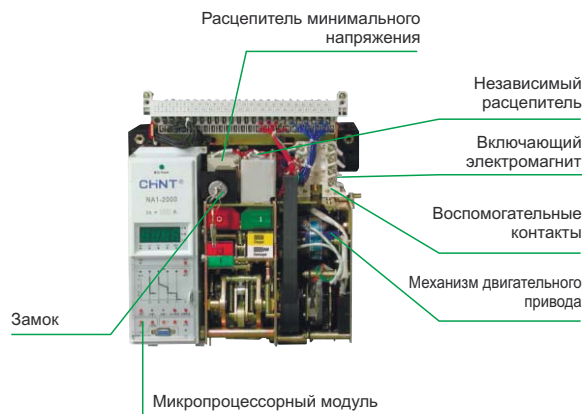 Расцепитель минимального
напряжения
Независимый
расцепитель
Включающий
электромагнит
Воспомогательные
контакты
Механизм двигательного
привода
Замок
Микропроцессорный модуль
CHNT
NA1-2000